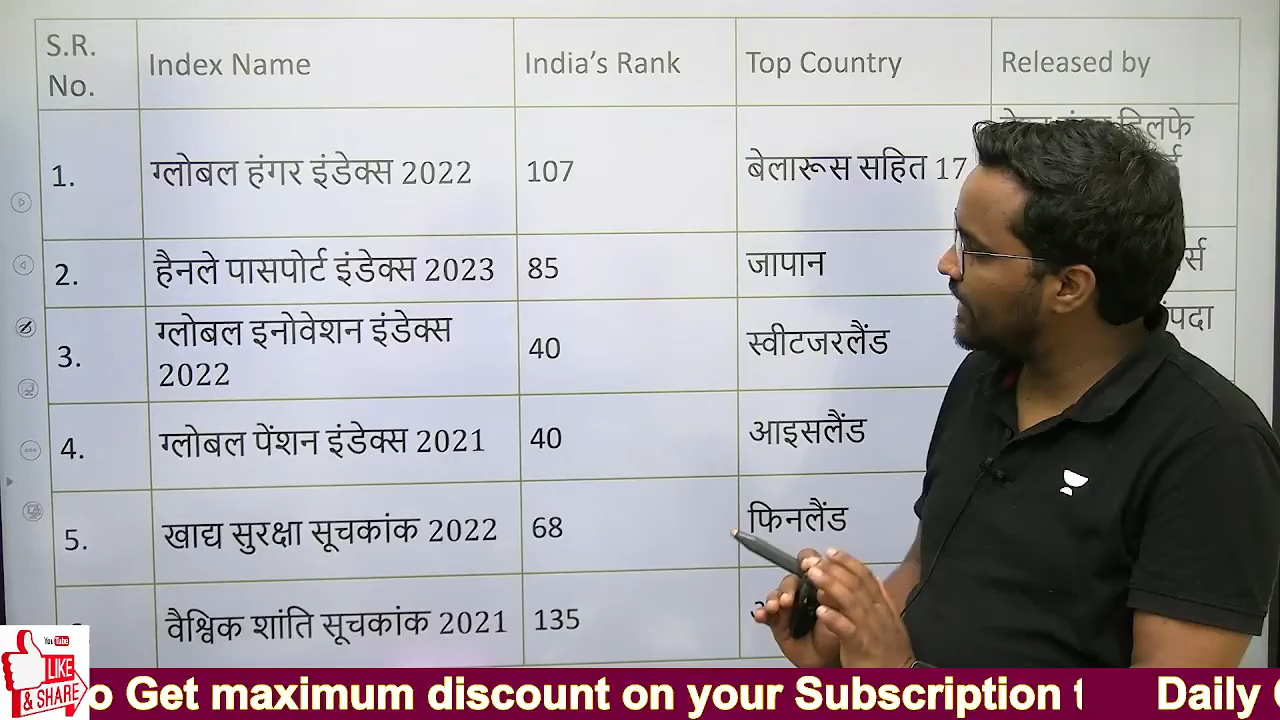 S.R. No.
Index Name
India's Rank
Top Country
Released by
1.
ग्लोबल हंगर इंडेक्स 2022
107
बेलारूस सहित 17
हिलफे
2.
हैनले पासपोर्ट इंडेक्स 2023
85
जापान
3.
ग्लोबल इनोवेशन इंडेक्स
2022
40
स्वीटजरलैंड
4.
ग्लोबल पेंशन इंडेक्स 2021
40
आइसलैंड
5.
खाद्य सुरक्षा सूचकांक 2022
68
फिनलैंड
वैश्विक शांति सूचकांक 2021
135
YouTube
LIKE
& SHARE
o Get maximum discount on your Subscription t
Daily